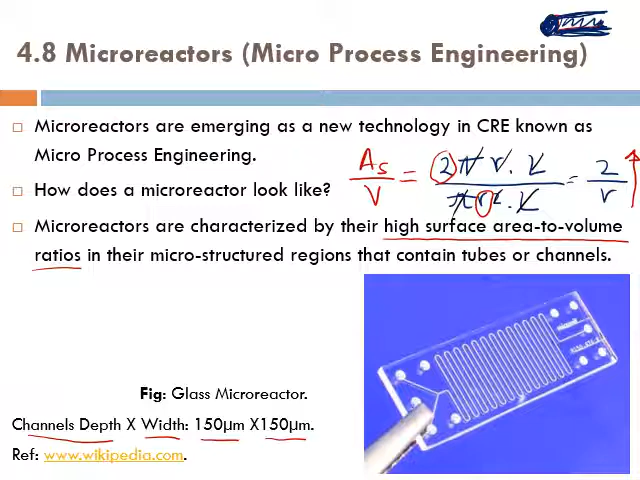 4.8 Microreactors (Micro Process Engineering)
Microreactors are emerging as a new technology in CRE known as
Micro Process Engineering.
As/V = 2πr.L/πr².L = 2/r ↑
How does a microreactor look like?
Microreactors are characterized by their high surface area-to-volume
ratios in their micro-structured regions that contain tubes or channels.
Fig: Glass Microreactor.
Channels Depth X Width: 150µm X150µm.
Ref: www.wikipedia.com.